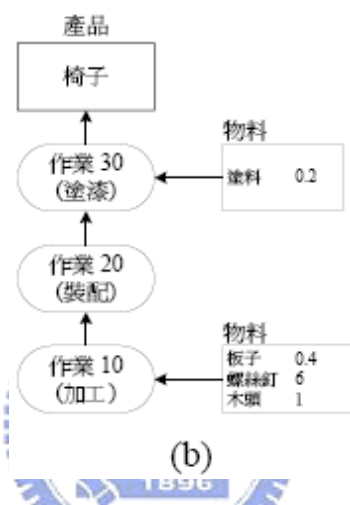 產品
椅子
物料
作業 30
(塗漆)
塗料 0.2
作業 20
(裝配)
物料
作業 10
(加工)
板子 0.4
螺絲釘 6
木頭 1
(b)
1896